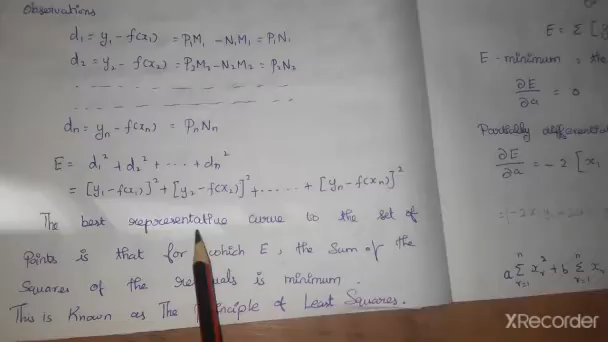 Observations
d₁ = y₁ - f(x₁) = P₁M₁ - N₁M₁ = P₁N₁
d₂ = y₂ - f(x₂) = P₂M₂ - N₂M₂ = P₂N₂
dₙ = yₙ - f(xₙ) = PₙNₙ
E = d₁² + d₂² + ..... + dₙ²
= [y₁ - f(x₁)]² + [y₂ - f(x₂)]² + ...... + [yₙ - f(xₙ)]²
The best representative curve to the set of
Points is that for which E, the Sum of the
Squares of the residuals is minimum.
This is known as The Principle of Least Squares.
E = Σ [
E - minimum, the
∂E/∂a = 0
Partially
∂E/∂a = -2 [x₁
a Σ xᵣ³ + b Σ
XRecorder